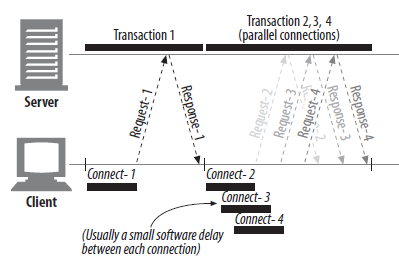 Transaction 1
Transaction 2, 3, 4
(parallel connections)
Server
Request-1
Response-1
Request-2
Request-3
Request-4
2
Response-3
Response-4
Client
Connect-1
Connect-2
Connect-3
Connect-4
(Usually a small software delay
between each connection)